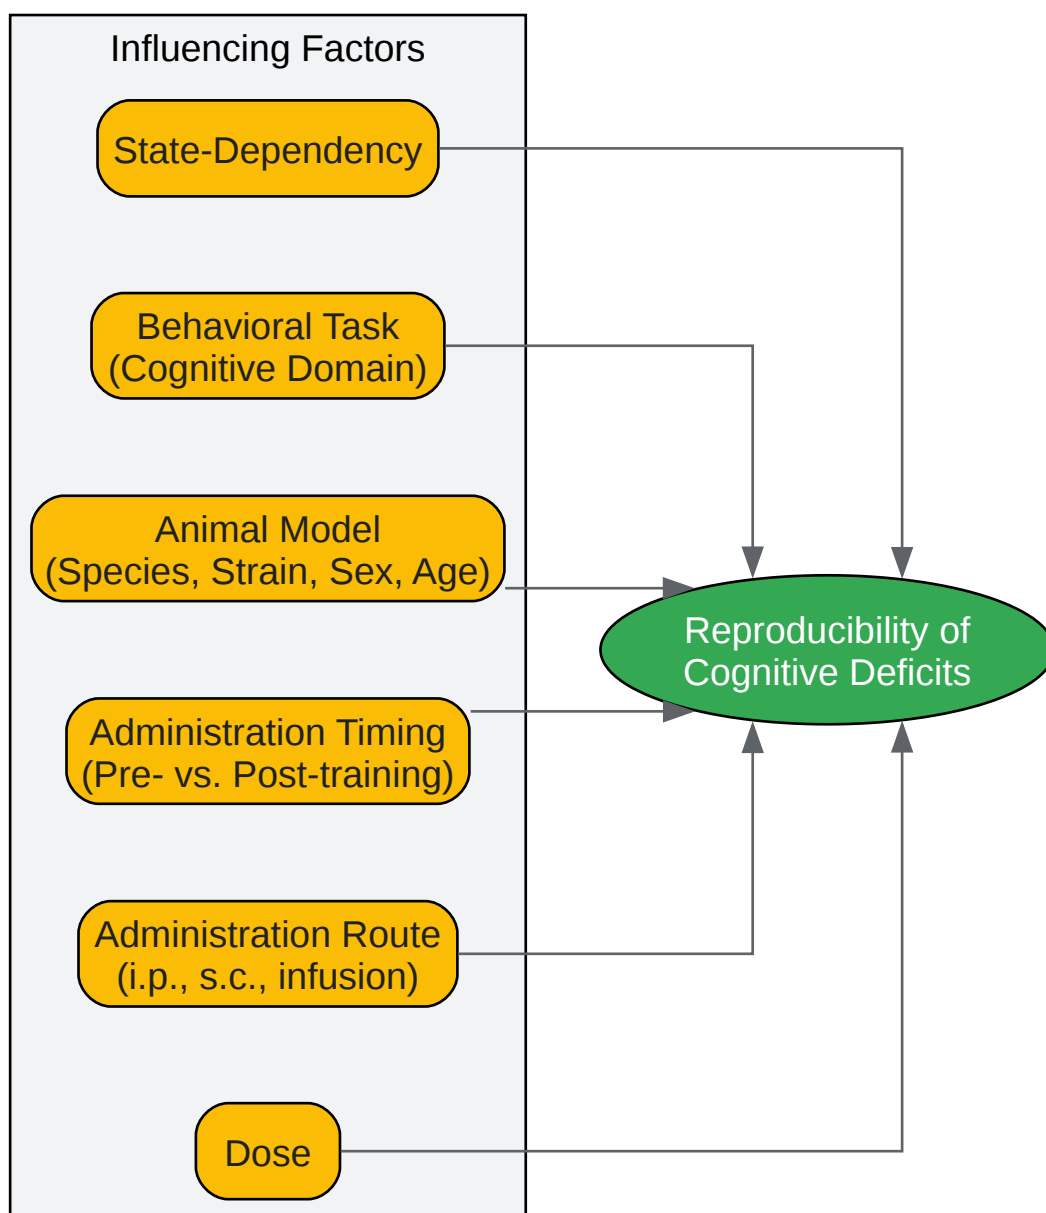 Influencing Factors
State-Dependency
Behavioral Task
(Cognitive Domain)
Animal Model
(Species, Strain, Sex, Age)
Reproducibility of
Cognitive Deficits
Administration Timing
(Pre- vs. Post-training)
Administration Route
(i.p., s.c., infusion)
Dose